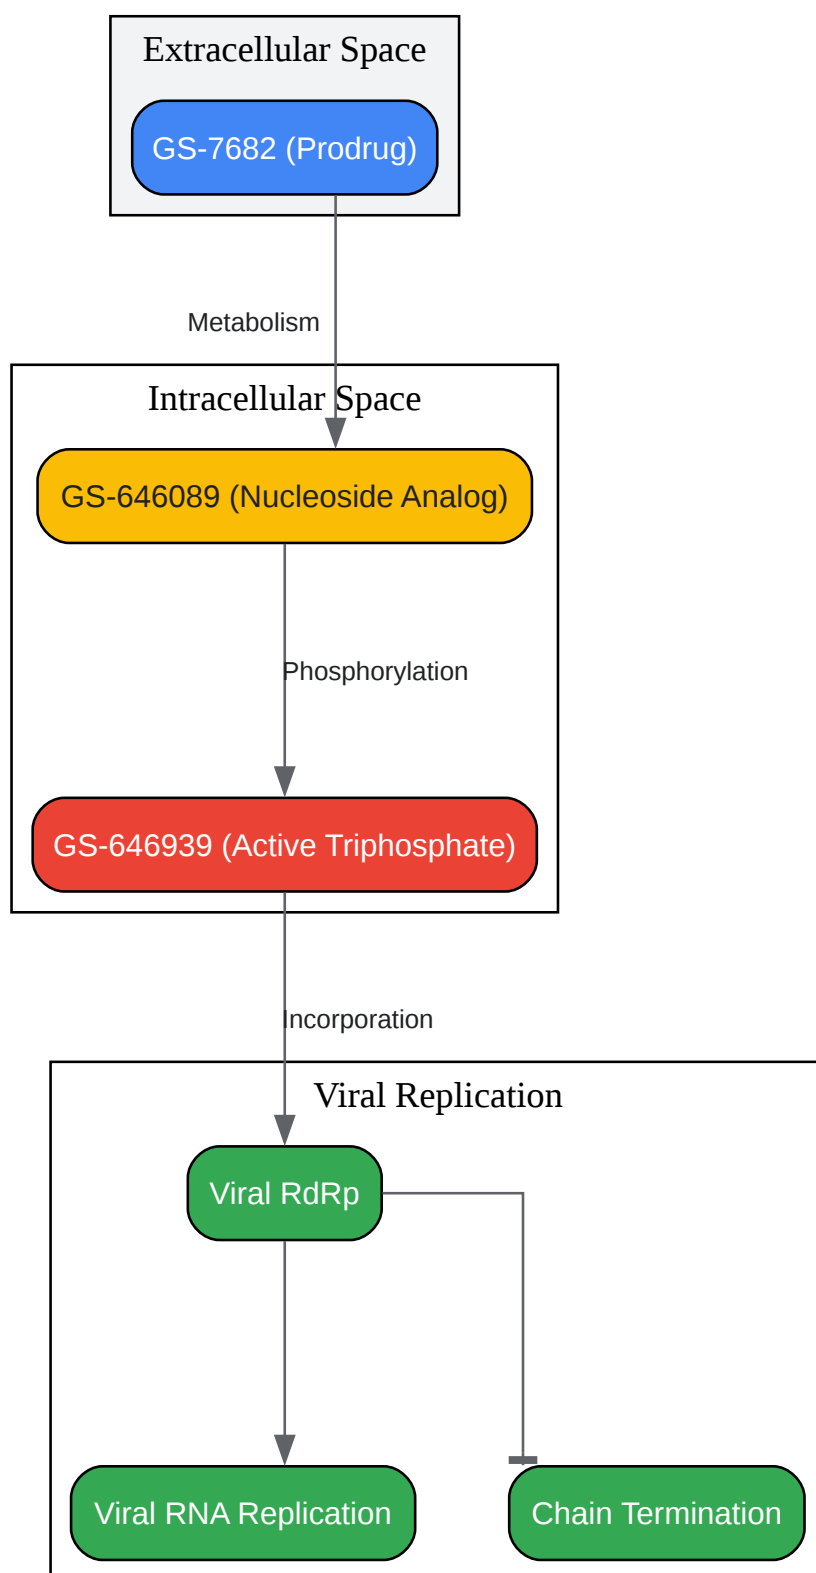 Extracellular Space
GS-7682 (Prodrug)
Metabolism
Intracellular Space
GS-646089 (Nucleoside Analog)
Phosphorylation
GS-646939 (Active Triphosphate)
Incorporation
Viral Replication
Viral RdRp
Viral RNA Replication
Chain Termination